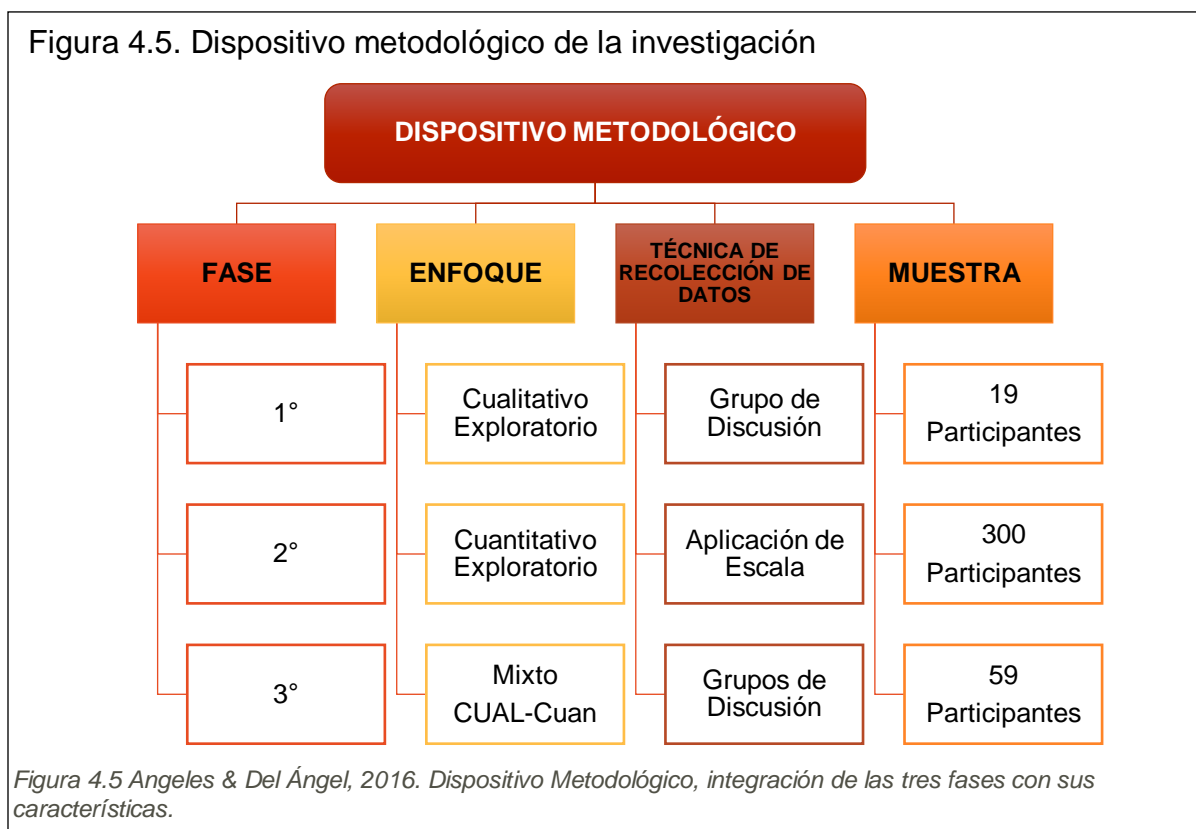 Figura 4.5. Dispositivo metodológico de la investigación
DISPOSITIVO METODOLÓGICO
FASE
ENFOQUE
TÉCNICA DE
RECOLECCIÓN DE
DATOS
MUESTRA
1°
Cualitativo
Exploratorio
Grupo de
Discusión
19
Participantes
2°
Cuantitativo
Exploratorio
Aplicación de
Escala
300
Participantes
3°
Mixto
CUAL-Cuan
Grupos de
Discusión
59
Participantes
Figura 4.5 Angeles & Del Ángel, 2016. Dispositivo Metodológico, integración de las tres fases con sus
características.